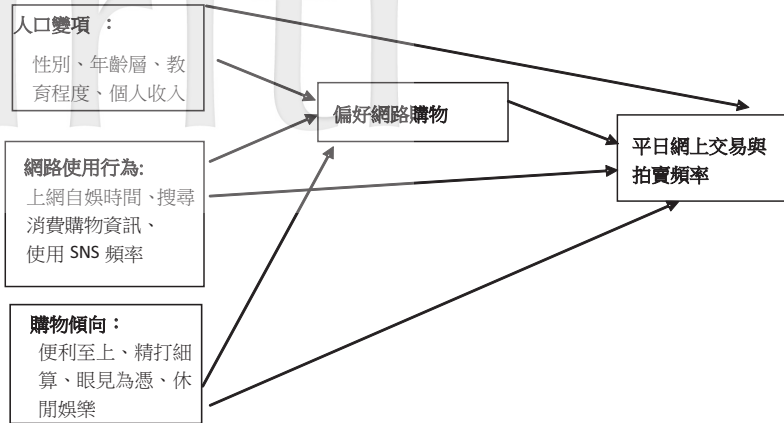 人口變項 ：
性別、年齡層、教
育程度、個人收入
偏好網路購物
平日網上交易與
拍賣頻率
網路使用行為:
上網自娛時間、搜尋
消費購物資訊、
使用 SNS 頻率
購物傾向：
便利至上、精打細
算、眼見為憑、休
閒娛樂